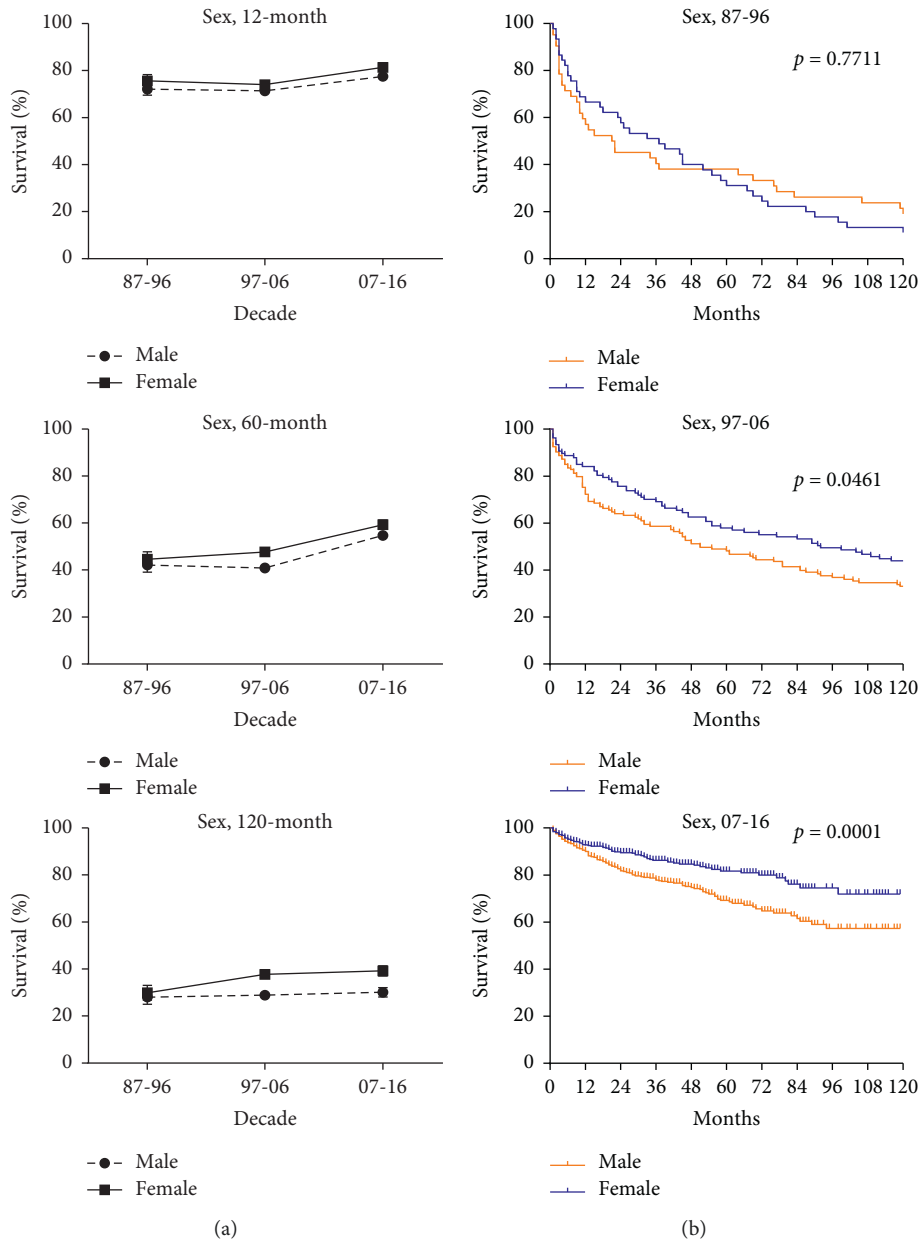 Sex, 12-month
100
80
60
40
20
0
Survival (%)
87-96
97-06
07-16
Decade
Male
Female
Sex, 87-96
p = 0.7711
100
80
60
40
20
0
Survival (%)
0 12 24 36 48 60 72 84 96 120
Months
Male
Female
Sex, 60-month
100
80
60
40
20
0
Survival (%)
87-96
97-06
07-16
Decade
Male
Female
Sex, 97-06
p = 0.0461
100
80
60
40
20
0
Survival (%)
0 12 24 36 48 60 72 84 96 120
Months
Male
Female
Sex, 120-month
100
80
60
40
20
0
Survival (%)
87-96
97-06
07-16
Decade
Male
Female
Sex, 07-16
p = 0.0001
100
80
60
40
20
0
Survival (%)
0 12 24 36 48 60 72 84 96 120
Months
Male
Female
(a)
(b)